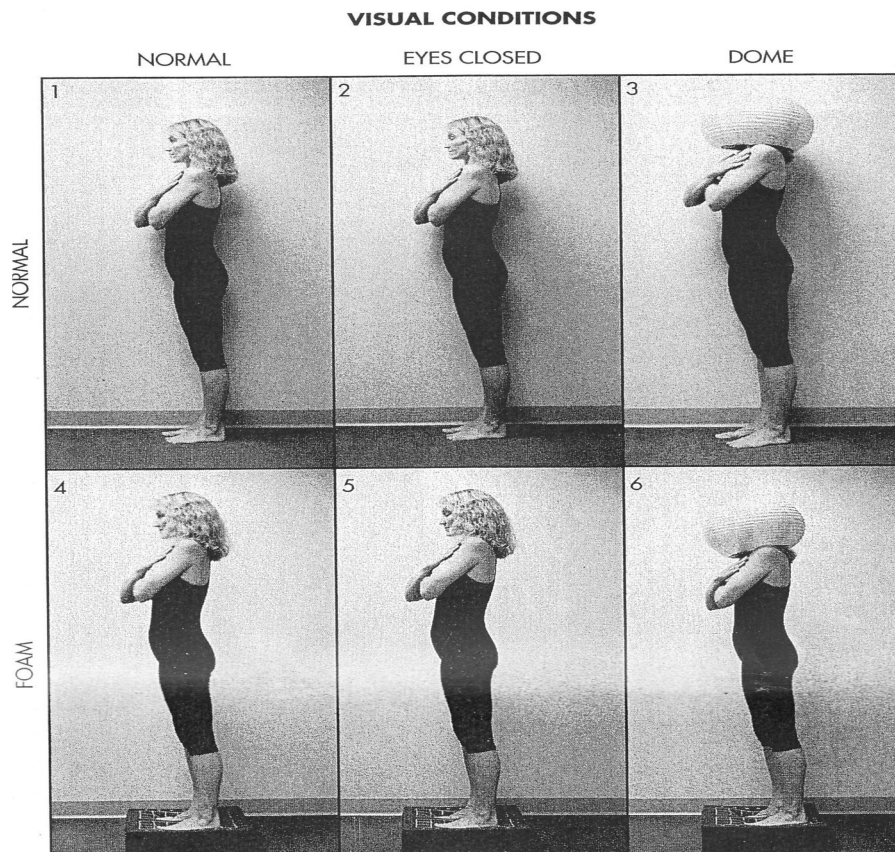 VISUAL CONDITIONS
NORMAL EYES CLOSED DOME
1 2 3
NORMAL
4 5 6
FOAM